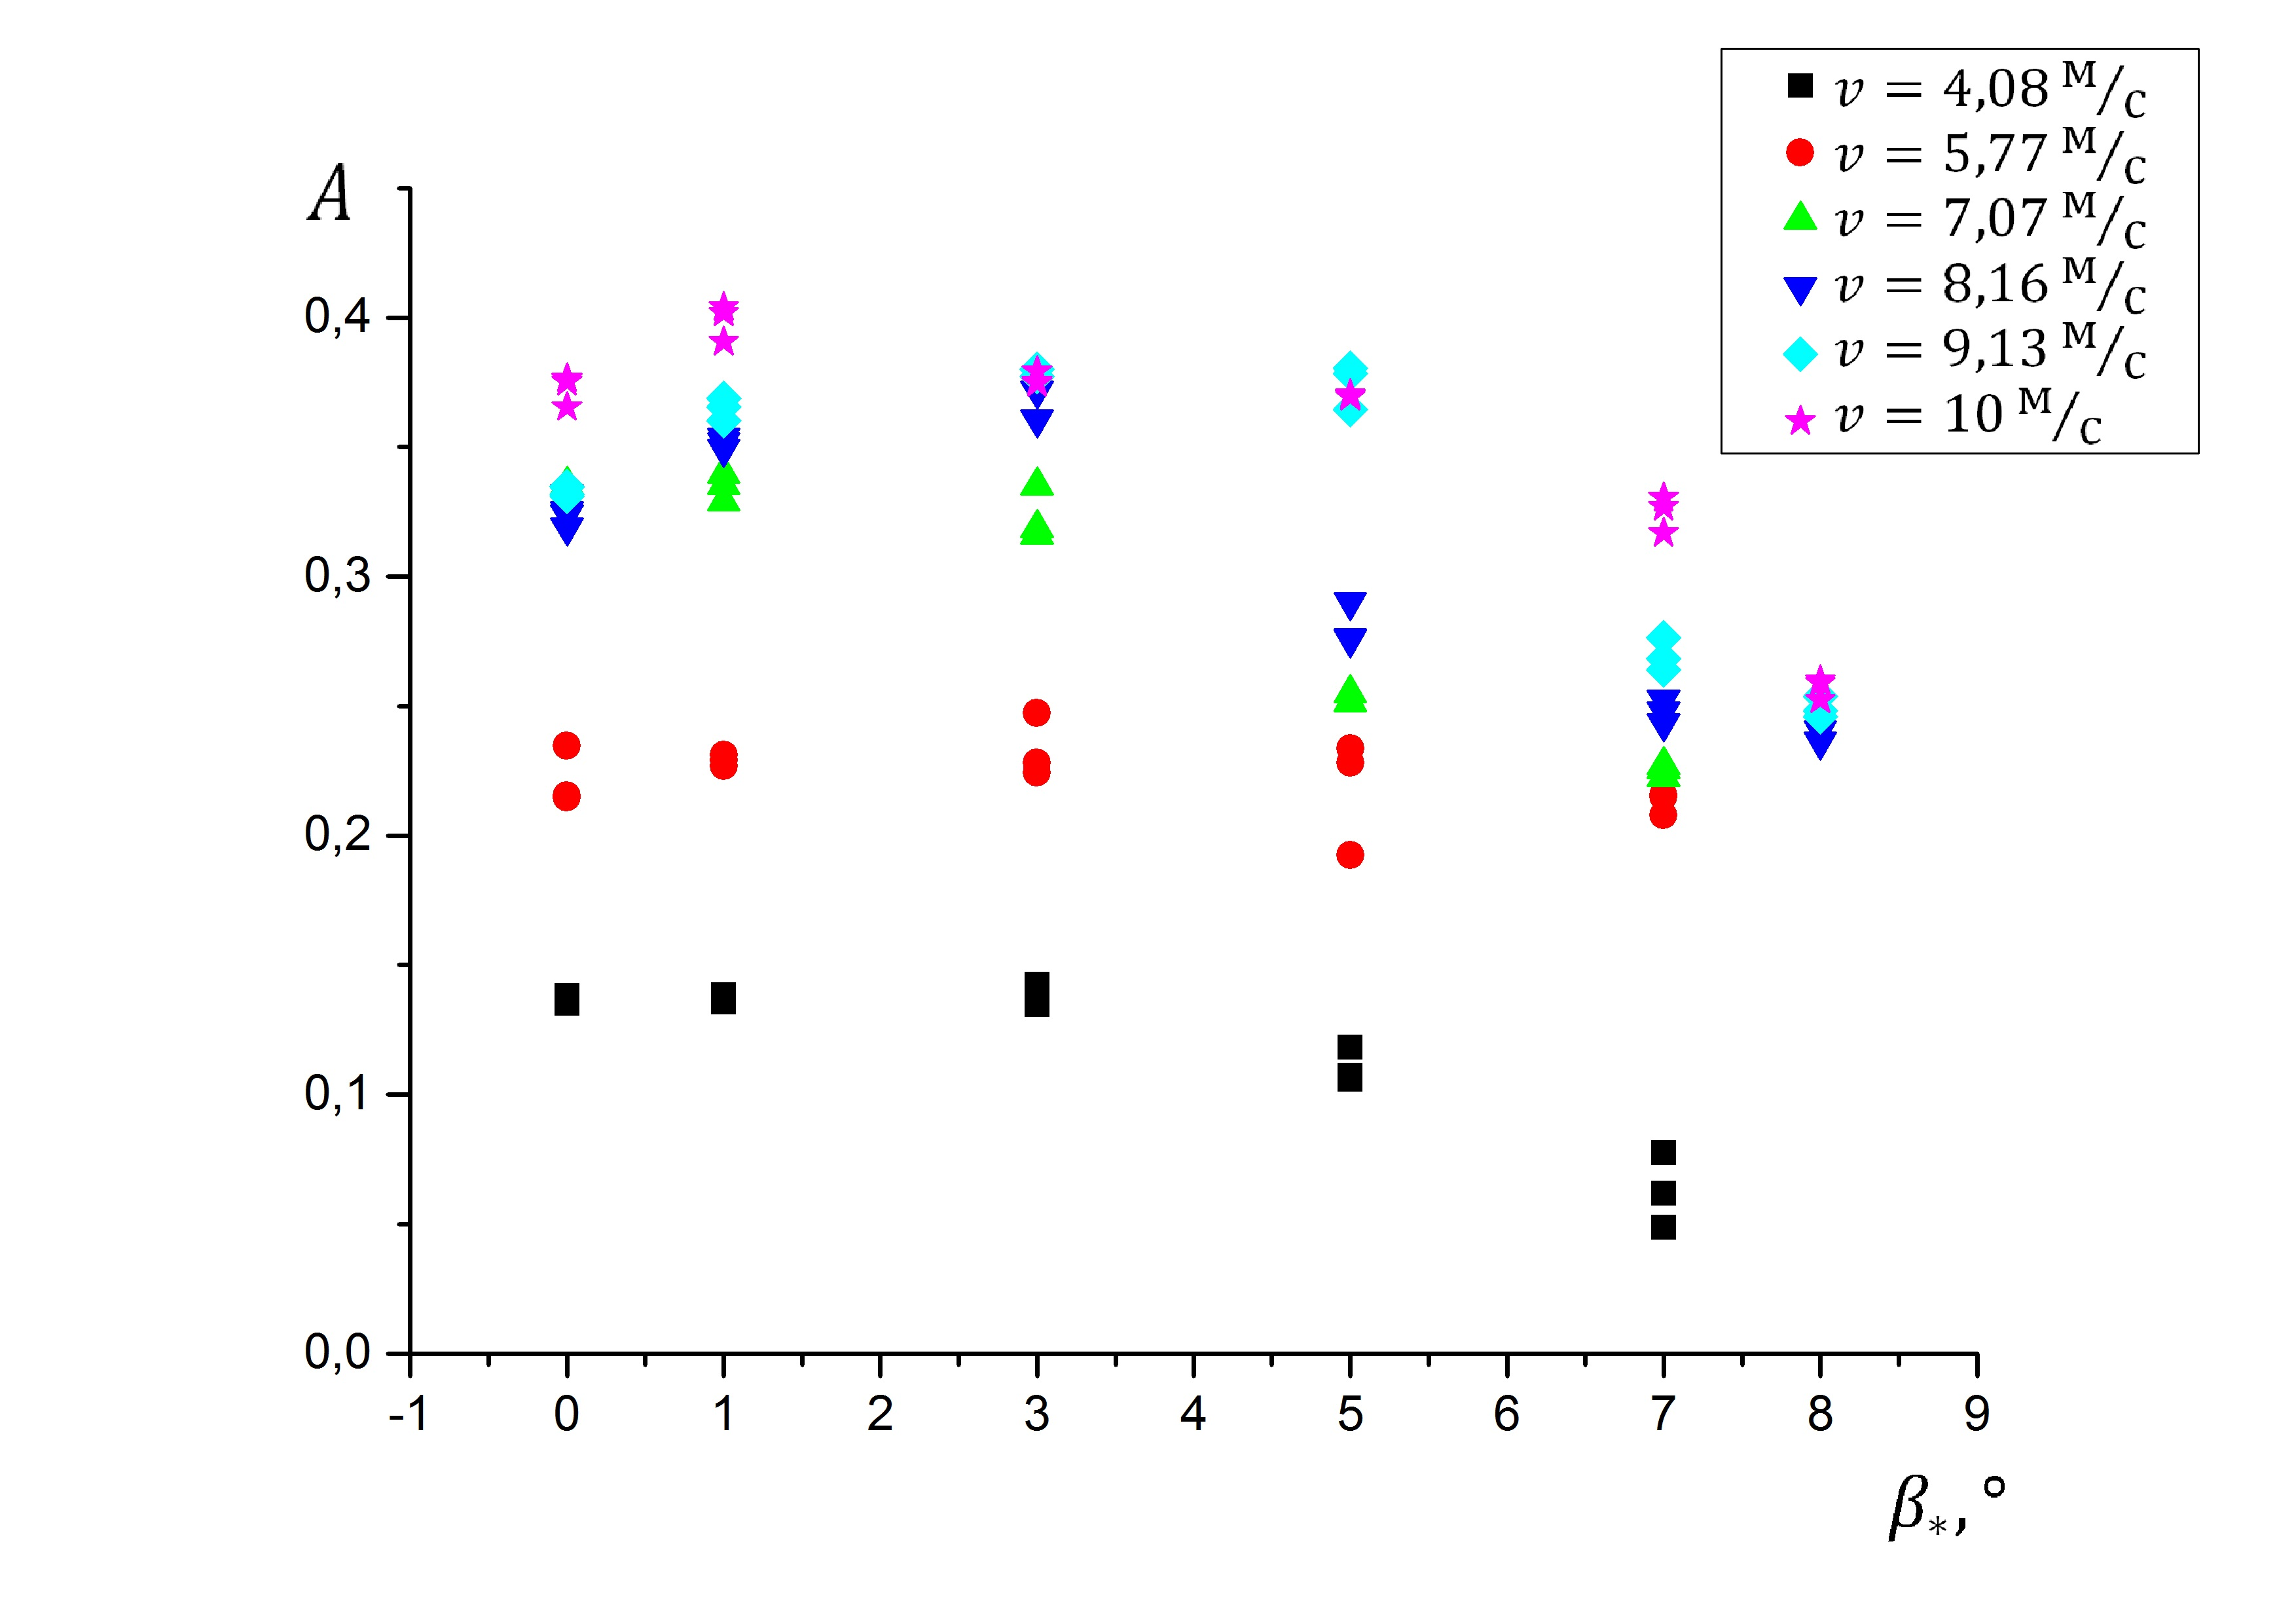 v = 4,08 м/с
v = 5,77 м/с
v = 7,07 м/с
v = 8,16 м/с
v = 9,13 м/с
v = 10 м/с
A
0,4
0,3
0,2
0,1
0,0
-1 0 1 2 3 4 5 6 7 8 9
β*,°